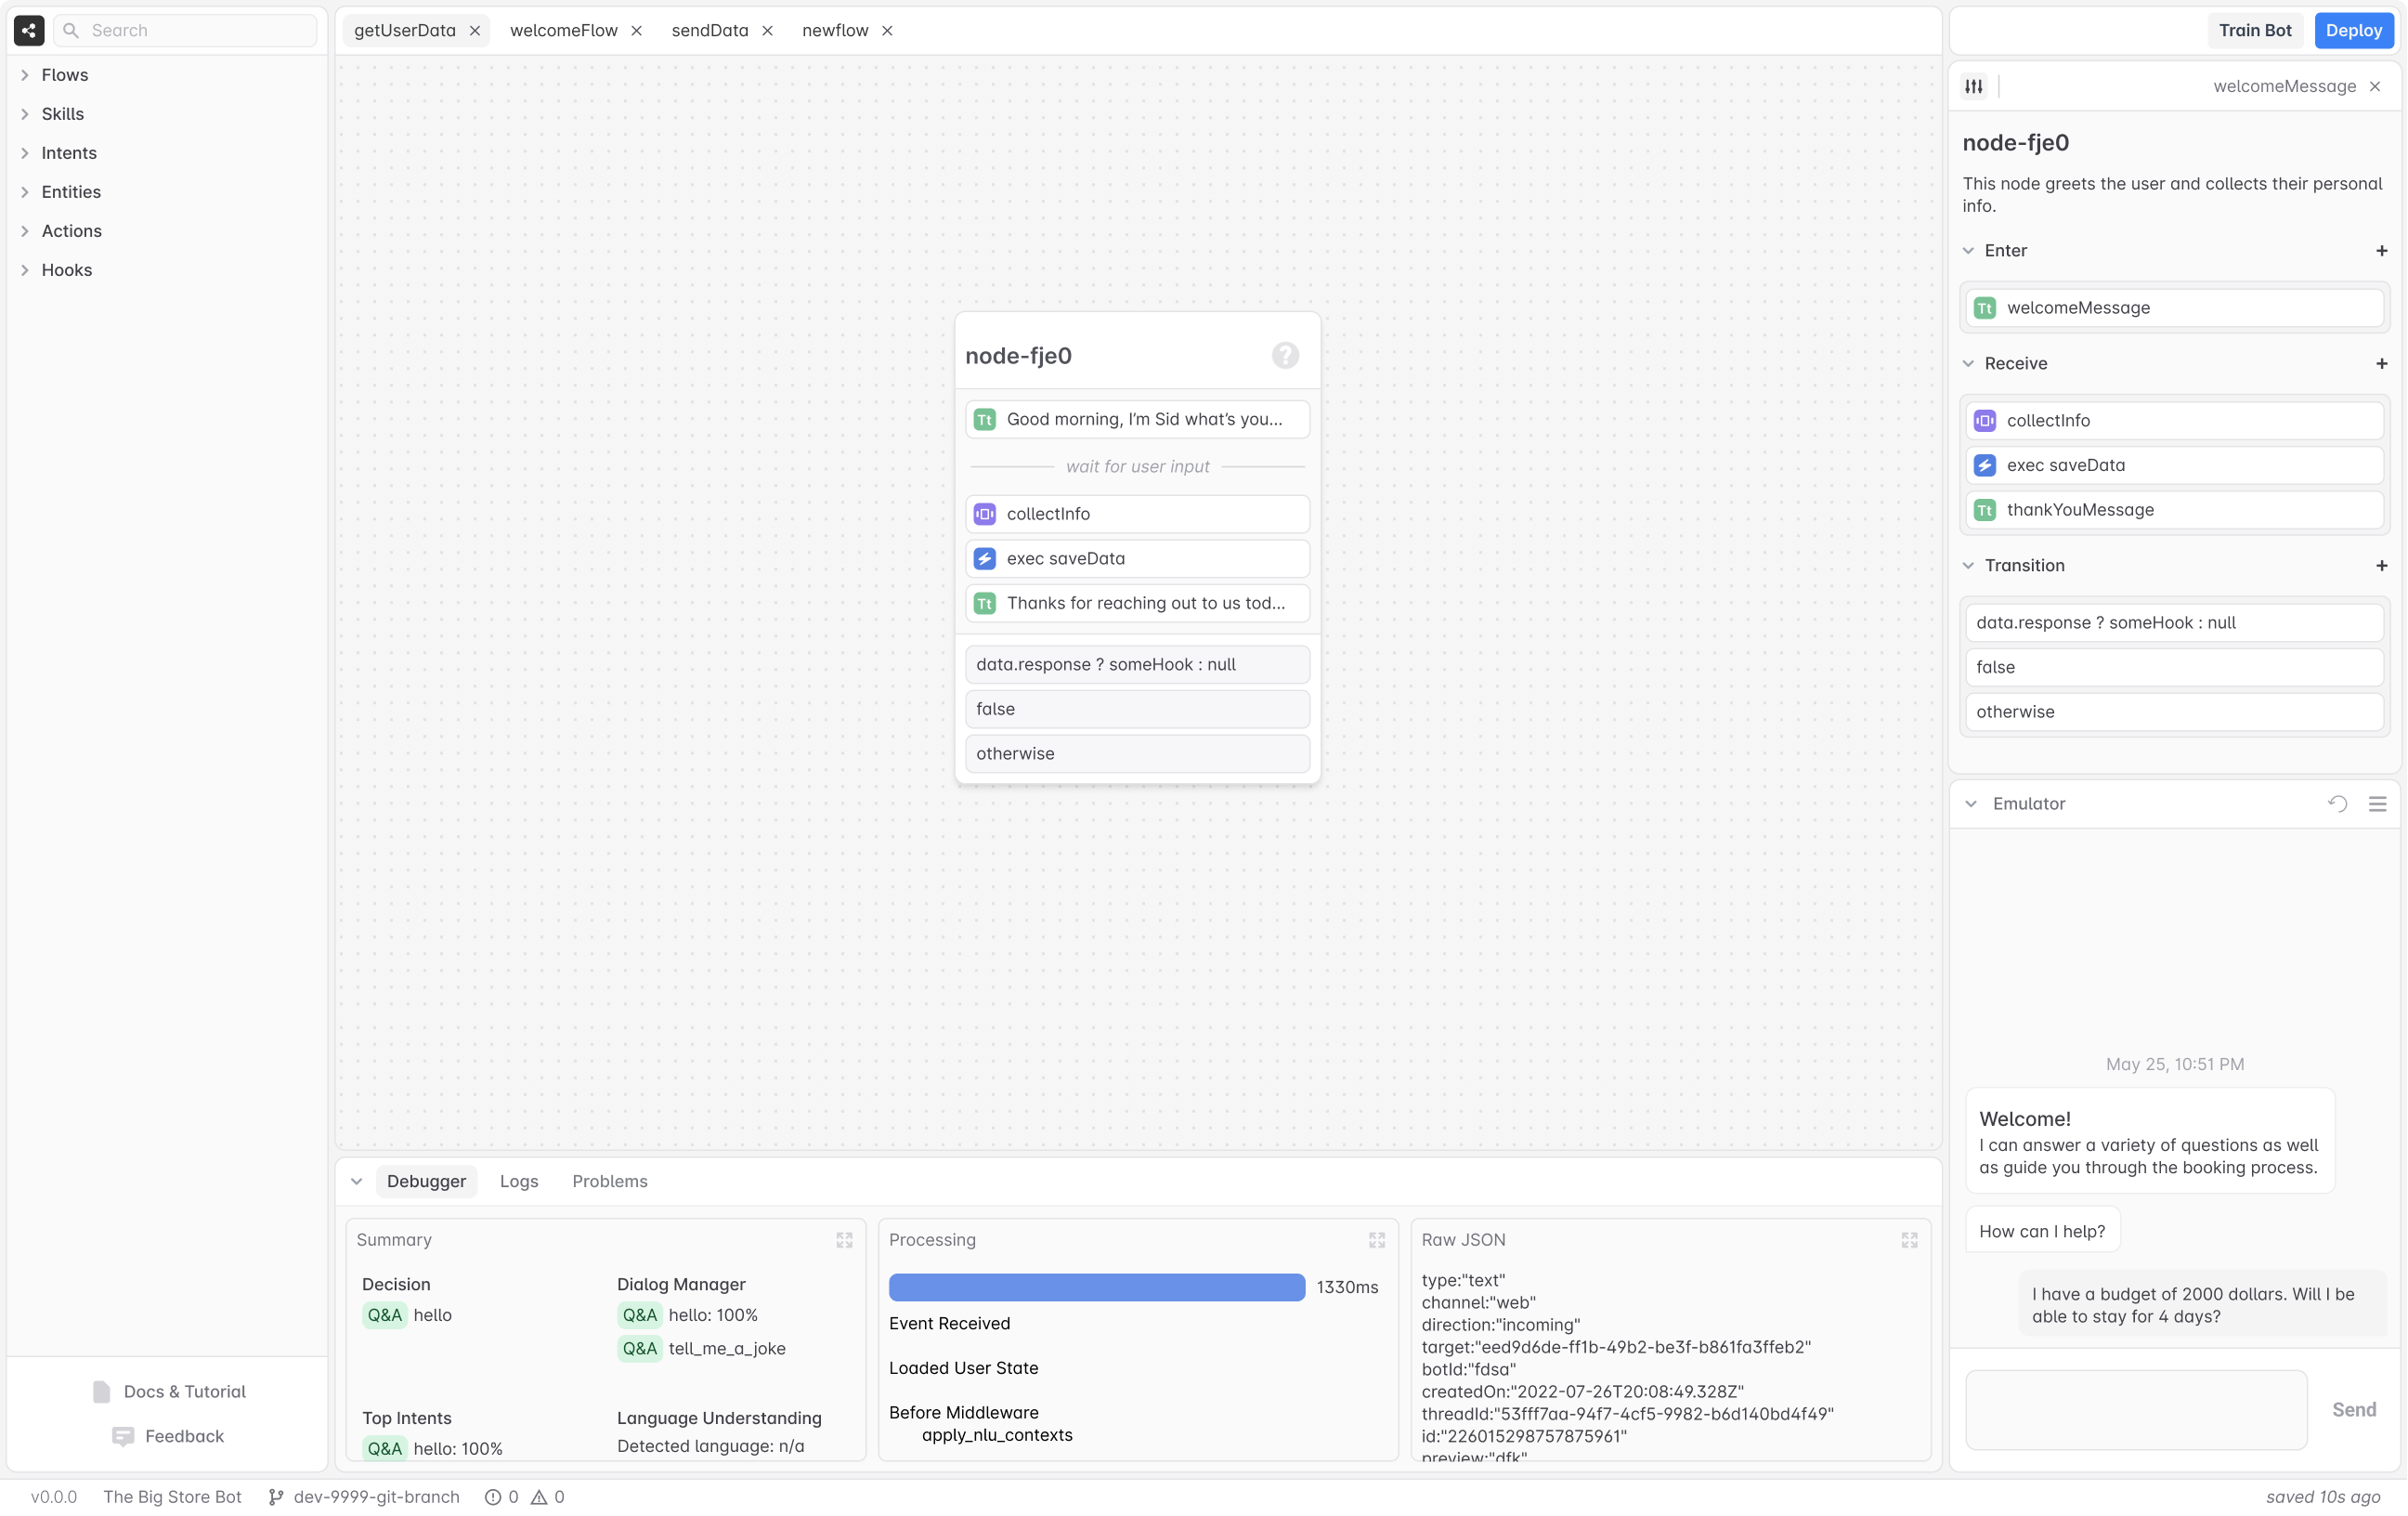 Search
Flows
Skills
Intents
Entities
Actions
Hooks
Docs & Tutorial
Feedback
getUserData
welcomeFlow
sendData
newflow
node-fje0
Tt Good morning, I'm Sid what's you...
wait for user input
collectInfo
exec saveData
Tt Thanks for reaching out to us tod...
data.response ? someHook : null
false
otherwise
Debugger
Logs
Problems
Summary
Decision
Q&A hello
Dialog Manager
Q&A hello: 100%
Q&A tell_me_a_joke
Top Intents
Q&A hello: 100%
Language Understanding
Detected language: n/a
Processing
1330ms
Event Received
Loaded User State
Before Middleware
apply_nlu_contexts
Raw JSON
type:"text"
channel:"web"
direction:"incoming"
target:"eed9d6de-ff1b-49b2-be3f-b861fa3ffeb2"
botId:"fdsa"
createdOn:"2022-07-26T20:08:49.328Z"
threadId:"53fff7aa-94f7-4cf5-9982-b6d140bd4f49"
id:"226015298757875961"
preview:"dfk"
Train Bot
Deploy
welcomeMessage
node-fje0
This node greets the user and collects their personal
info.
Enter
Tt welcomeMessage
Receive
collectInfo
exec saveData
Tt thankYouMessage
Transition
data.response ? someHook : null
false
otherwise
Emulator
May 25, 10:51 PM
Welcome!
I can answer a variety of questions as well
as guide you through the booking process.
How can I help?
I have a budget of 2000 dollars. Will I be
able to stay for 4 days?
Send
v0.0.0
The Big Store Bot
dev-9999-git-branch
0
0
saved 10s ago